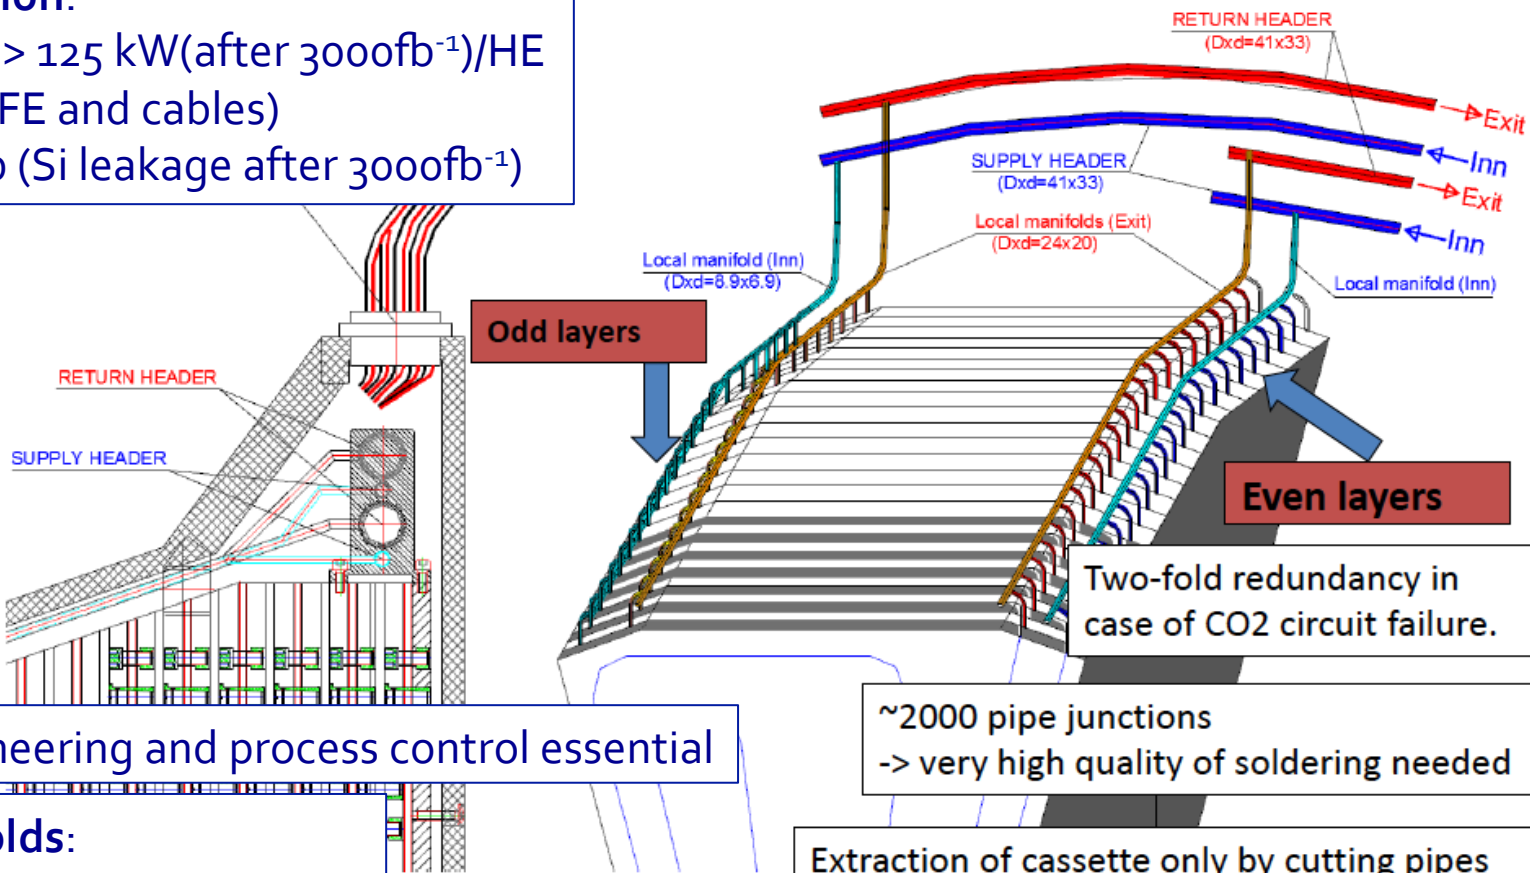 > 125 kW(after 3000fb-1)/HE
FE and cables)
(Si leakage after 3000fb-1)
RETURN HEADER
(Dxd=41x33)
Exit
Inn
SUPPLY HEADER
(Dxd=41x33)
Exit
Inn
Local manifolds (Exit)
(Dxd=24x20)
Local manifold (Inn)
(Dxd=8.9x6.9)
Local manifold (Inn)
Odd layers
RETURN HEADER
SUPPLY HEADER
Even layers
Two-fold redundancy in
case of CO2 circuit failure.
~2000 pipe junctions
-> very high quality of soldering needed
neering and process control essential
olds:
Extraction of cassette only by cutting pipes